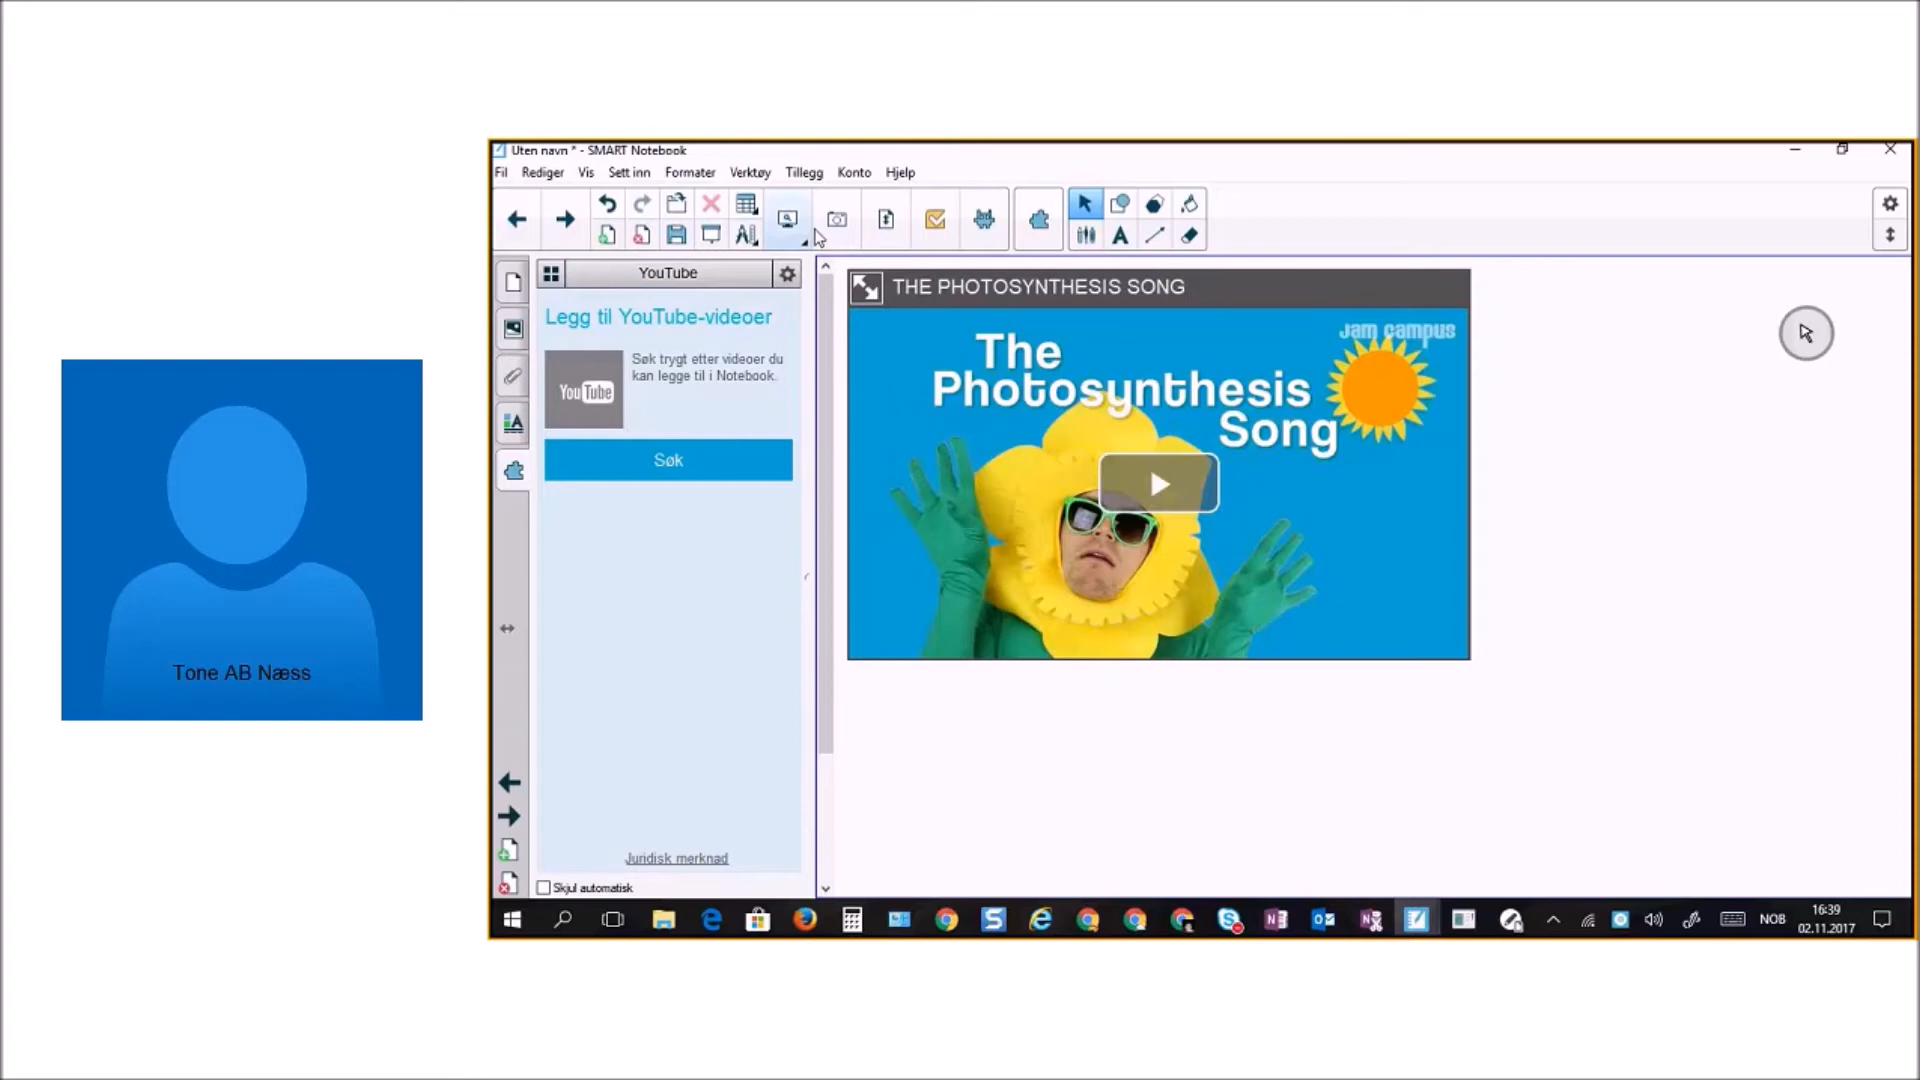 Tone AB Næss
Uten navn * - SMART Notebook
Fil Rediger Vis Sett inn Formater Verktøy Tillegg Konto Hjelp
YouTube
Legg til YouTube-videoer
Søk trygt etter videoer du
kan legge til i Notebook.
YouTube
Søk
Juridisk merknad
Skjul automatisk
THE PHOTOSYNTHESIS SONG
jam campus
The
Photosynthesis
Song
NOB
16:39
02.11.2017